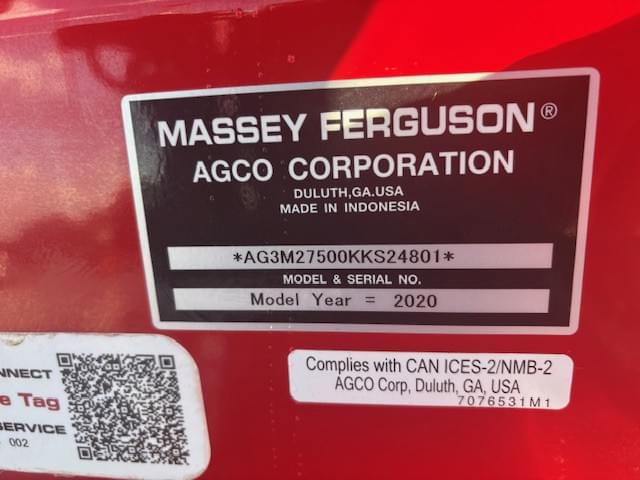 MASSEY FERGUSON®
AGCO CORPORATION
DULUTH,GA.USA
MADE IN INDONESIA
*AG3M27500KKS24801*
MODEL & SERIAL NO.
Model Year = 2020
Complies with CAN ICES-2/NMB-2
AGCO Corp, Duluth, GA, USA
7076531M1
Tag
SERVICE
002